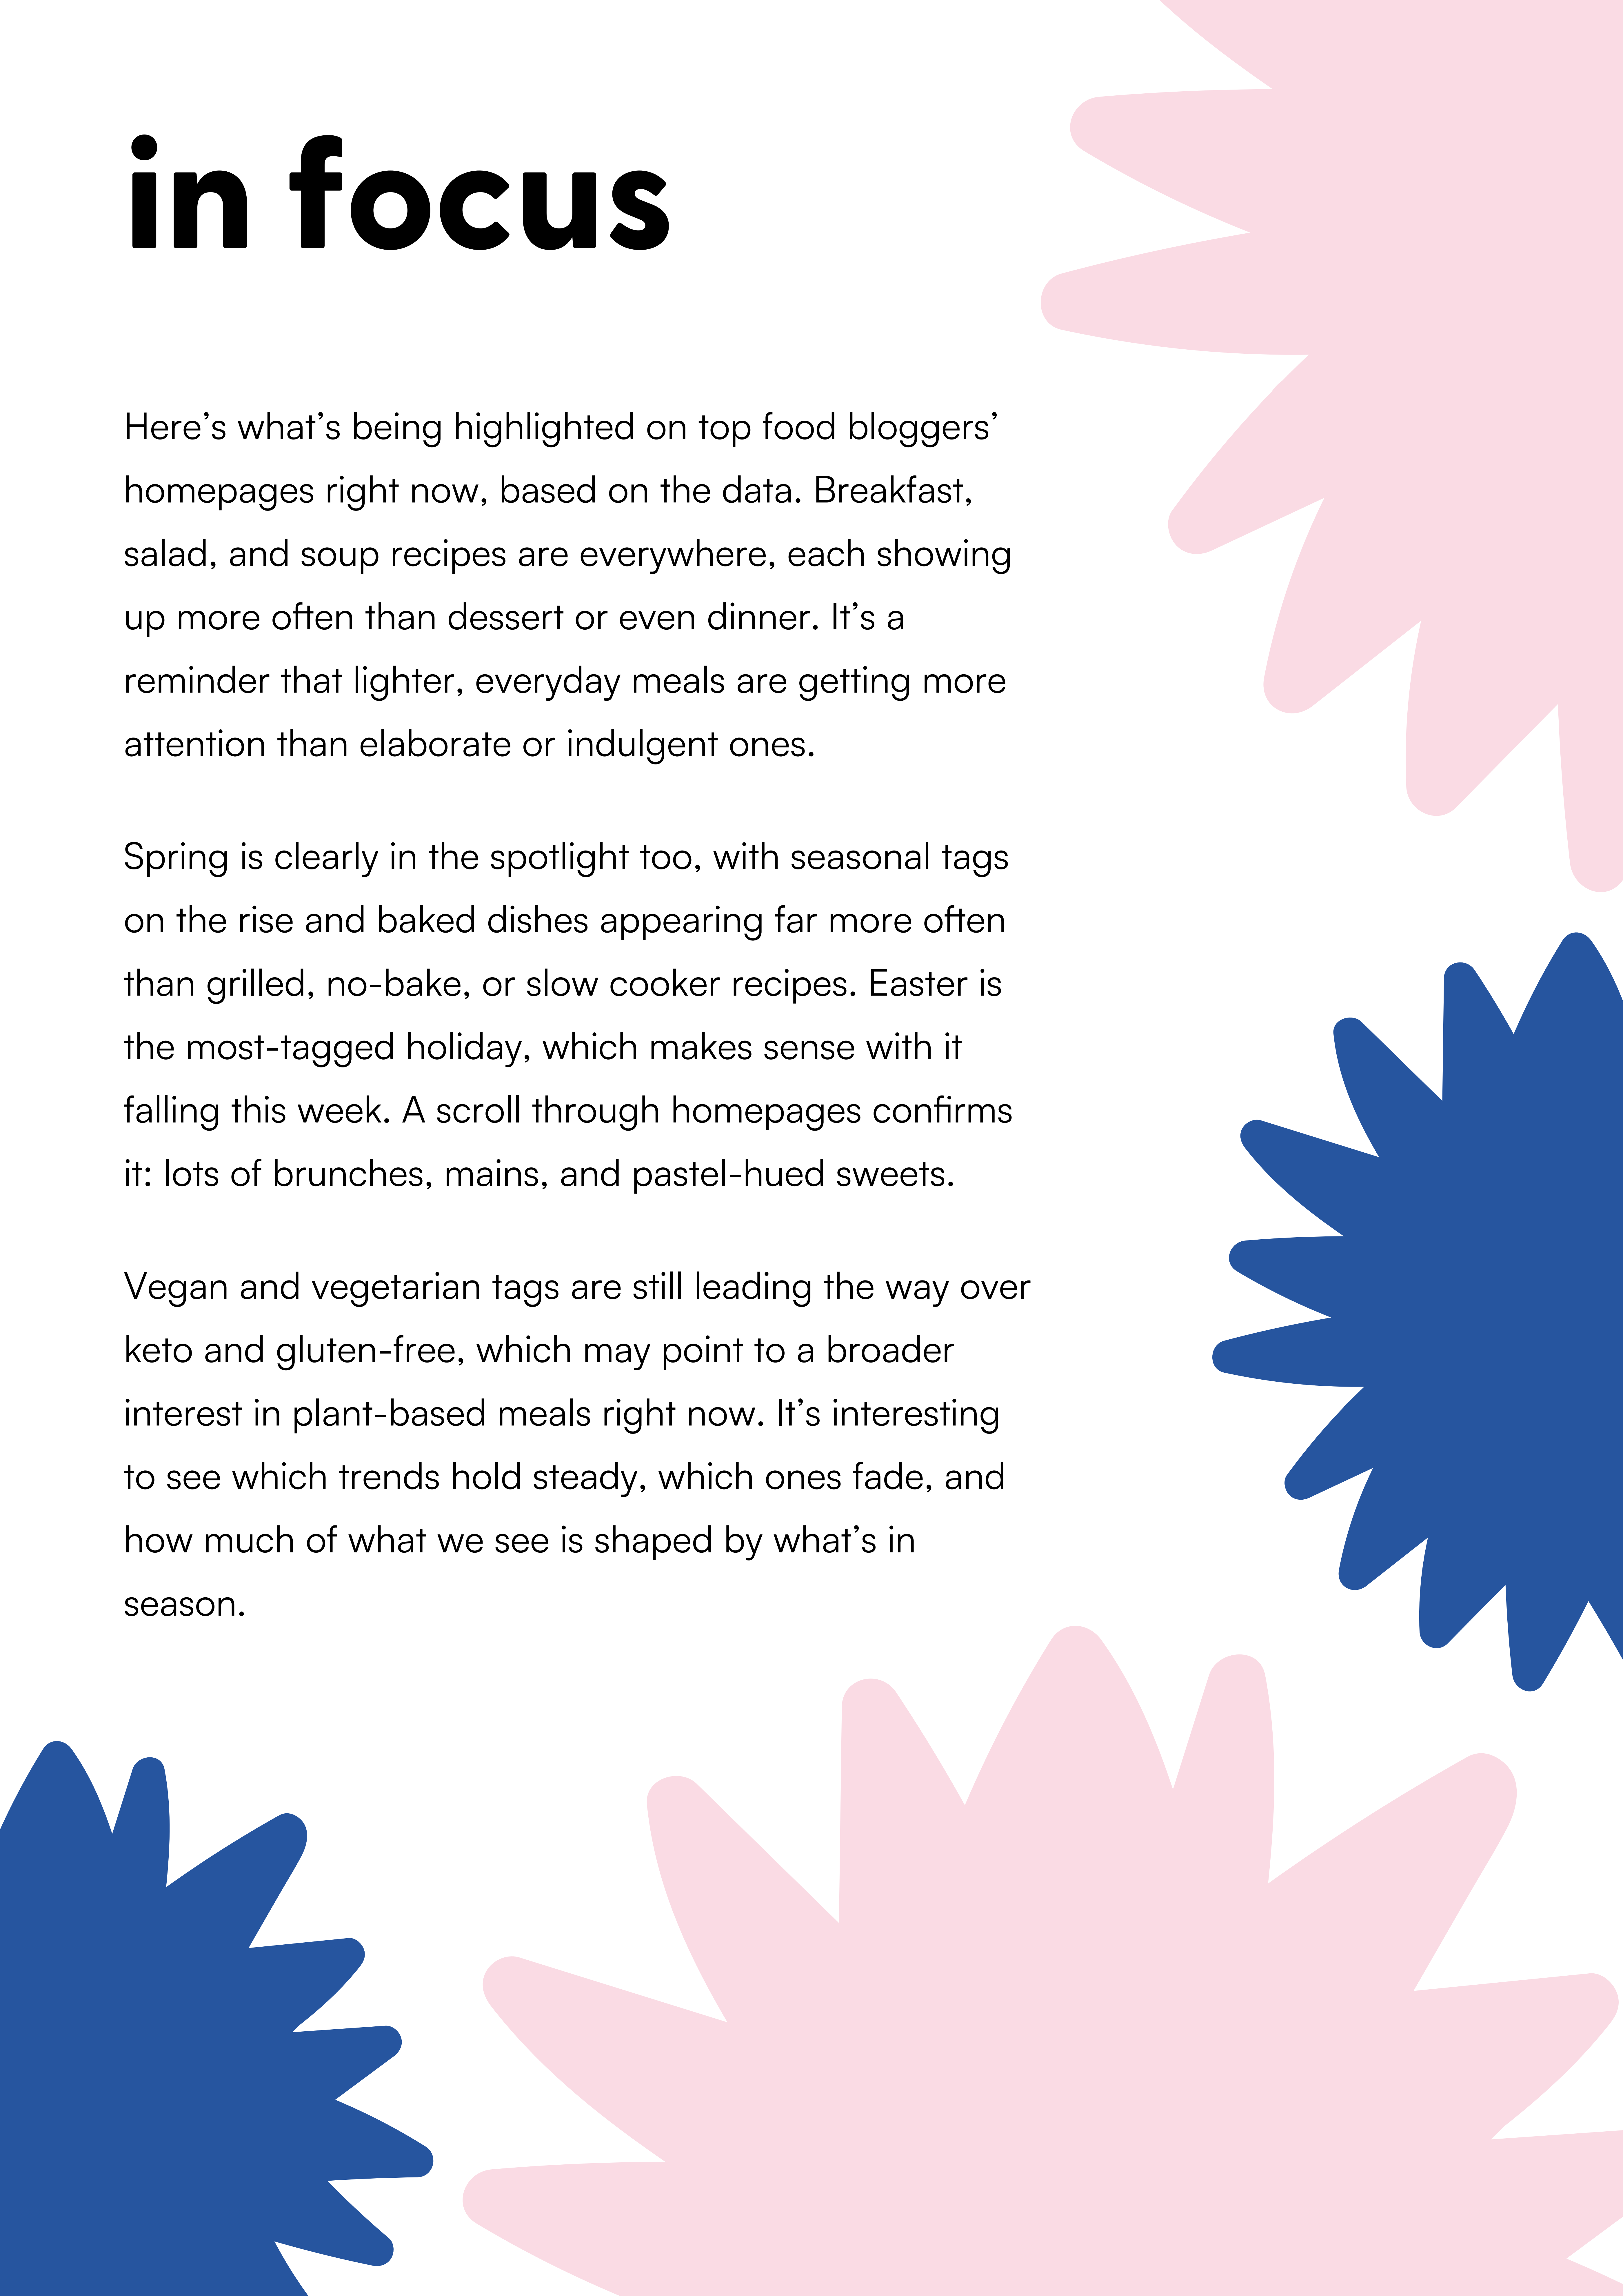 in focus
Here’s what’s being highlighted on top food bloggers’
homepages right now, based on the data. Breakfast,
salad, and soup recipes are everywhere, each showing
up more often than dessert or even dinner. It’s a
reminder that lighter, everyday meals are getting more
attention than elaborate or indulgent ones.
Spring is clearly in the spotlight too, with seasonal tags
on the rise and baked dishes appearing far more often
than grilled, no-bake, or slow cooker recipes. Easter is
the most-tagged holiday, which makes sense with it
falling this week. A scroll through homepages confirms
it: lots of brunches, mains, and pastel-hued sweets.
Vegan and vegetarian tags are still leading the way over
keto and gluten-free, which may point to a broader
interest in plant-based meals right now. It’s interesting
to see which trends hold steady, which ones fade, and
how much of what we see is shaped by what’s in
season.